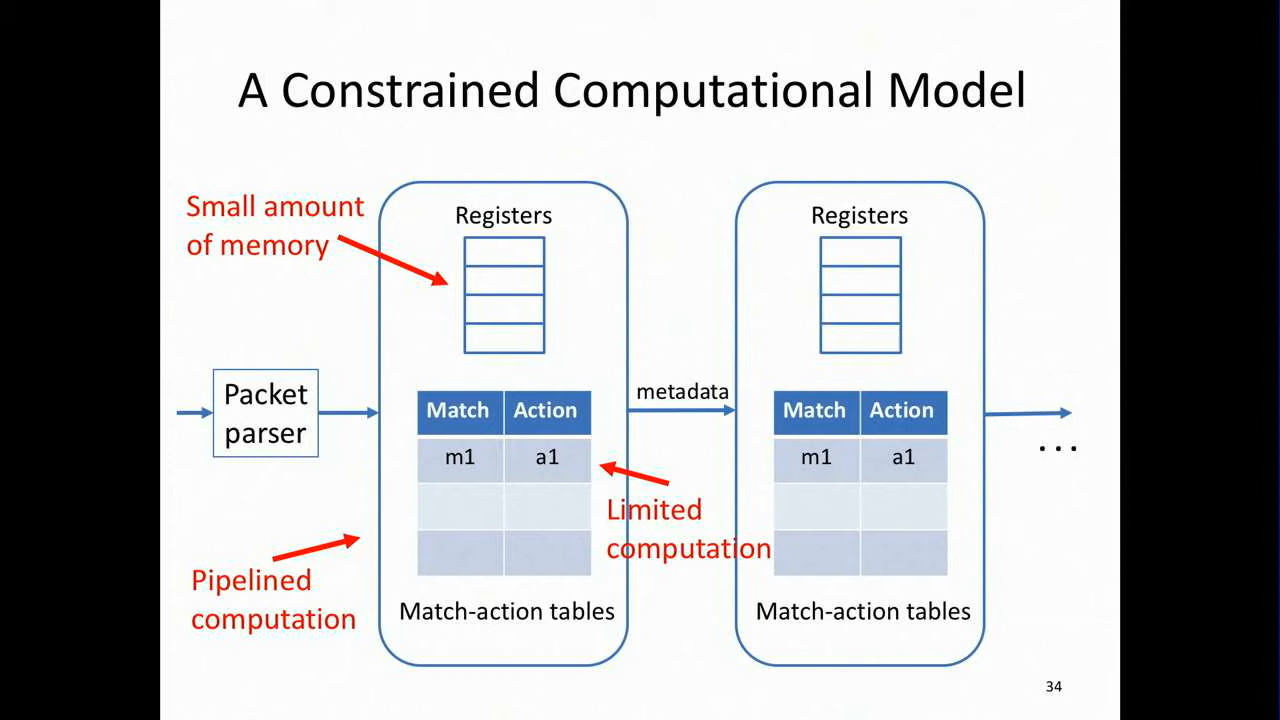 A Constrained Computational Model
Small amount
of memory
Registers
Registers
Packet
parser
metadata
Match Action
m1 a1
Match Action
m1 a1
...
Limited
computation
Pipelined
computation
Match-action tables
Match-action tables
34